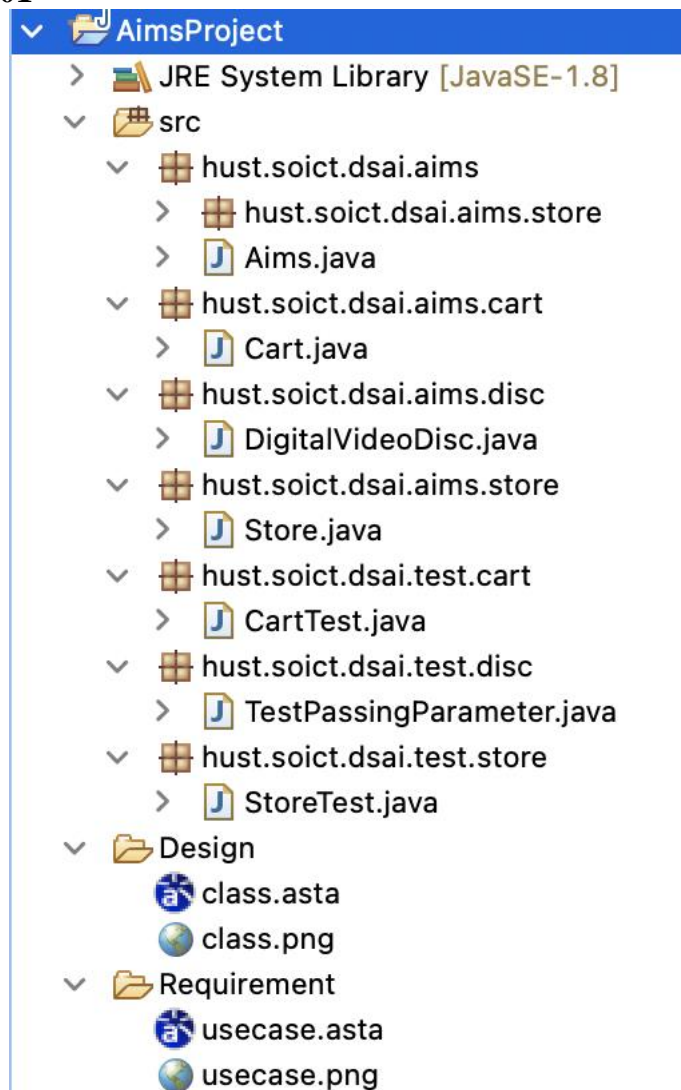 AimsProject
JRE System Library [JavaSE-1.8]
src
hust.soict.dsai.aims
hust.soict.dsai.aims.store
Aims.java
hust.soict.dsai.aims.cart
Cart.java
hust.soict.dsai.aims.disc
DigitalVideoDisc.java
hust.soict.dsai.aims.store
Store.java
hust.soict.dsai.test.cart
CartTest.java
hust.soict.dsai.test.disc
TestPassingParameter.java
hust.soict.dsai.test.store
StoreTest.java
Design
class.asta
class.png
Requirement
usecase.asta
usecase.png